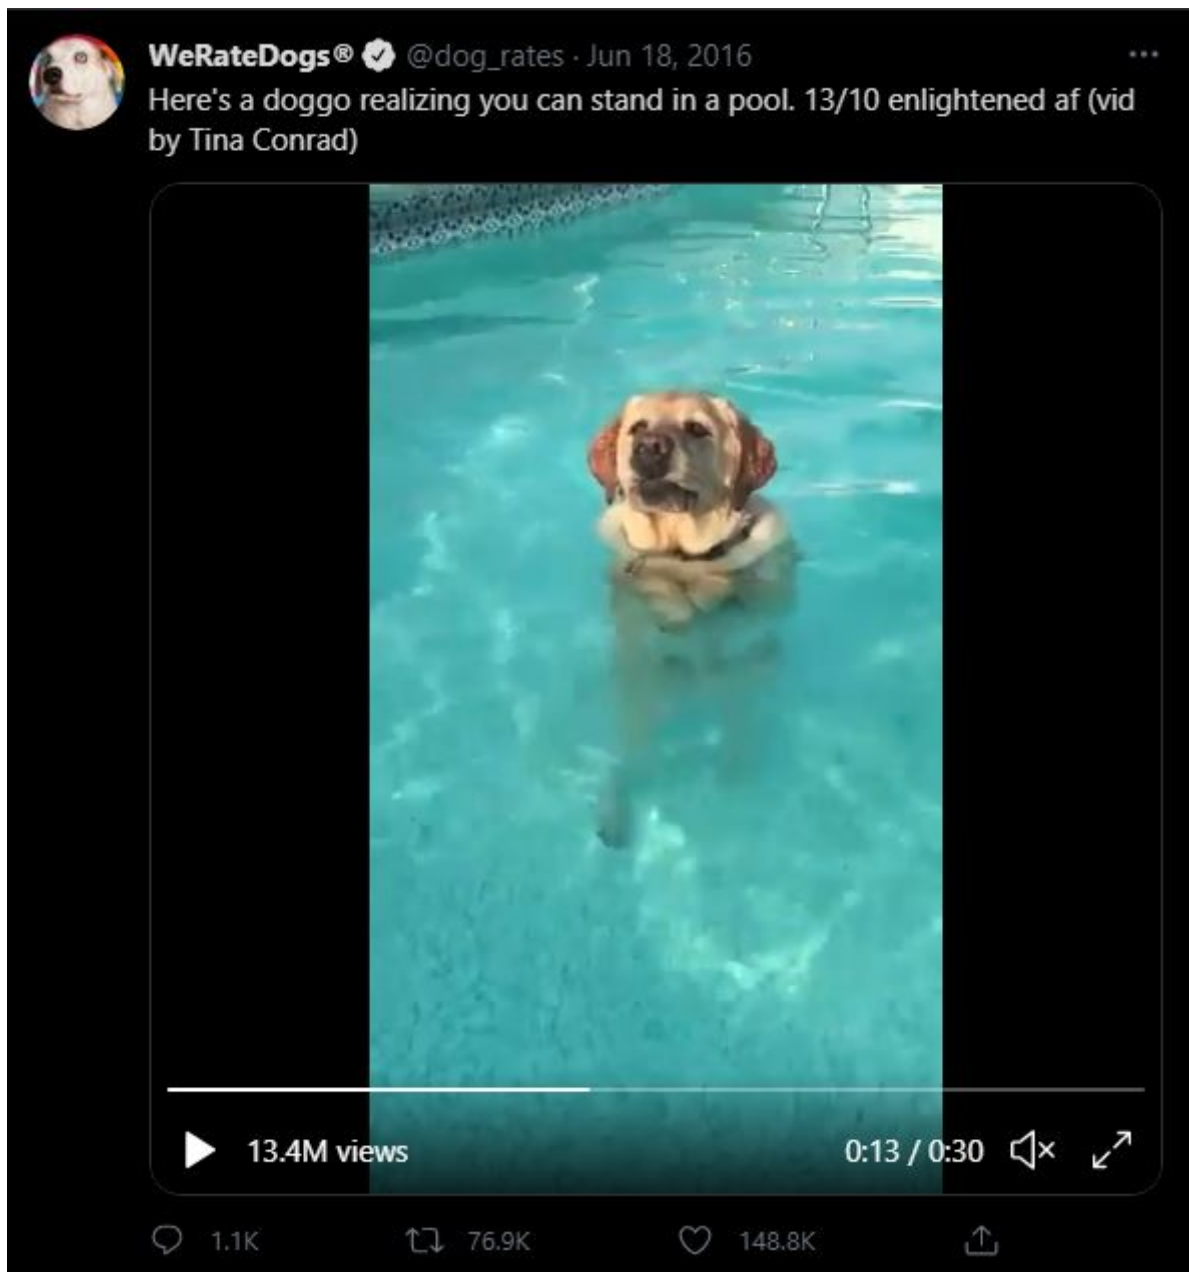 WeRateDogs® @dog_rates · Jun 18, 2016
Here's a doggo realizing you can stand in a pool. 13/10 enlightened af (vid
by Tina Conrad)
13.4M views
0:13 / 0:30
1.1K
76.9K
148.8K